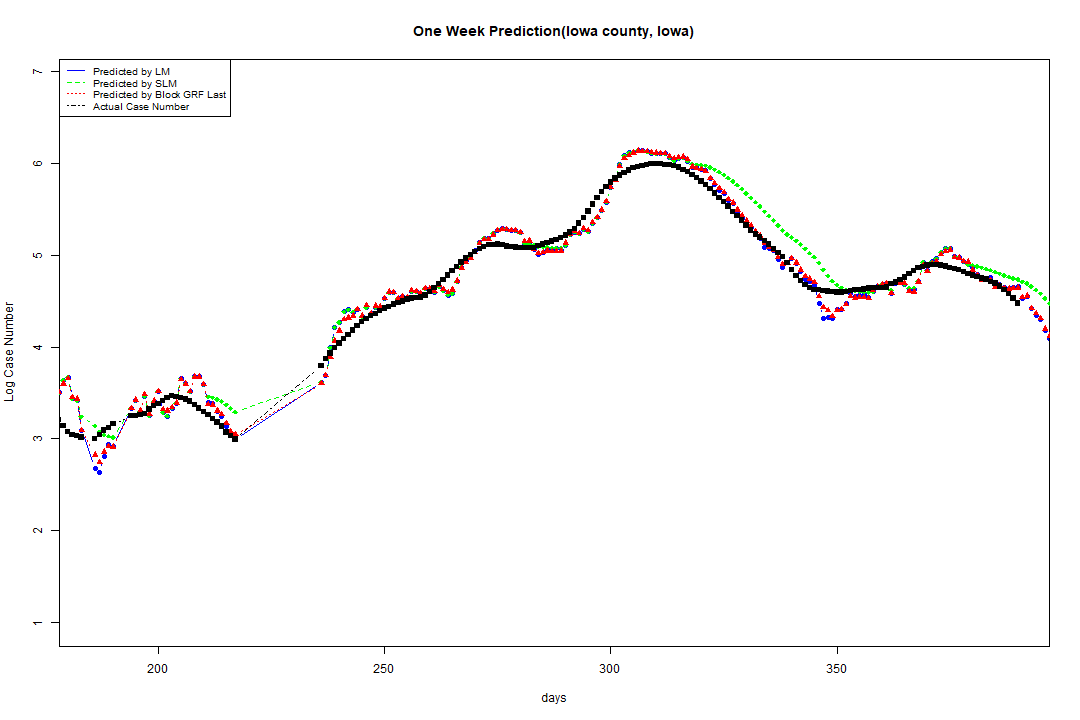 One Week Prediction(Iowa county, Iowa)
Predicted by LM
Predicted by SLM
Predicted by Block GRF Last
Actual Case Number
7
6
5
4
3
2
1
Log Case Number
200 250 300 350
days